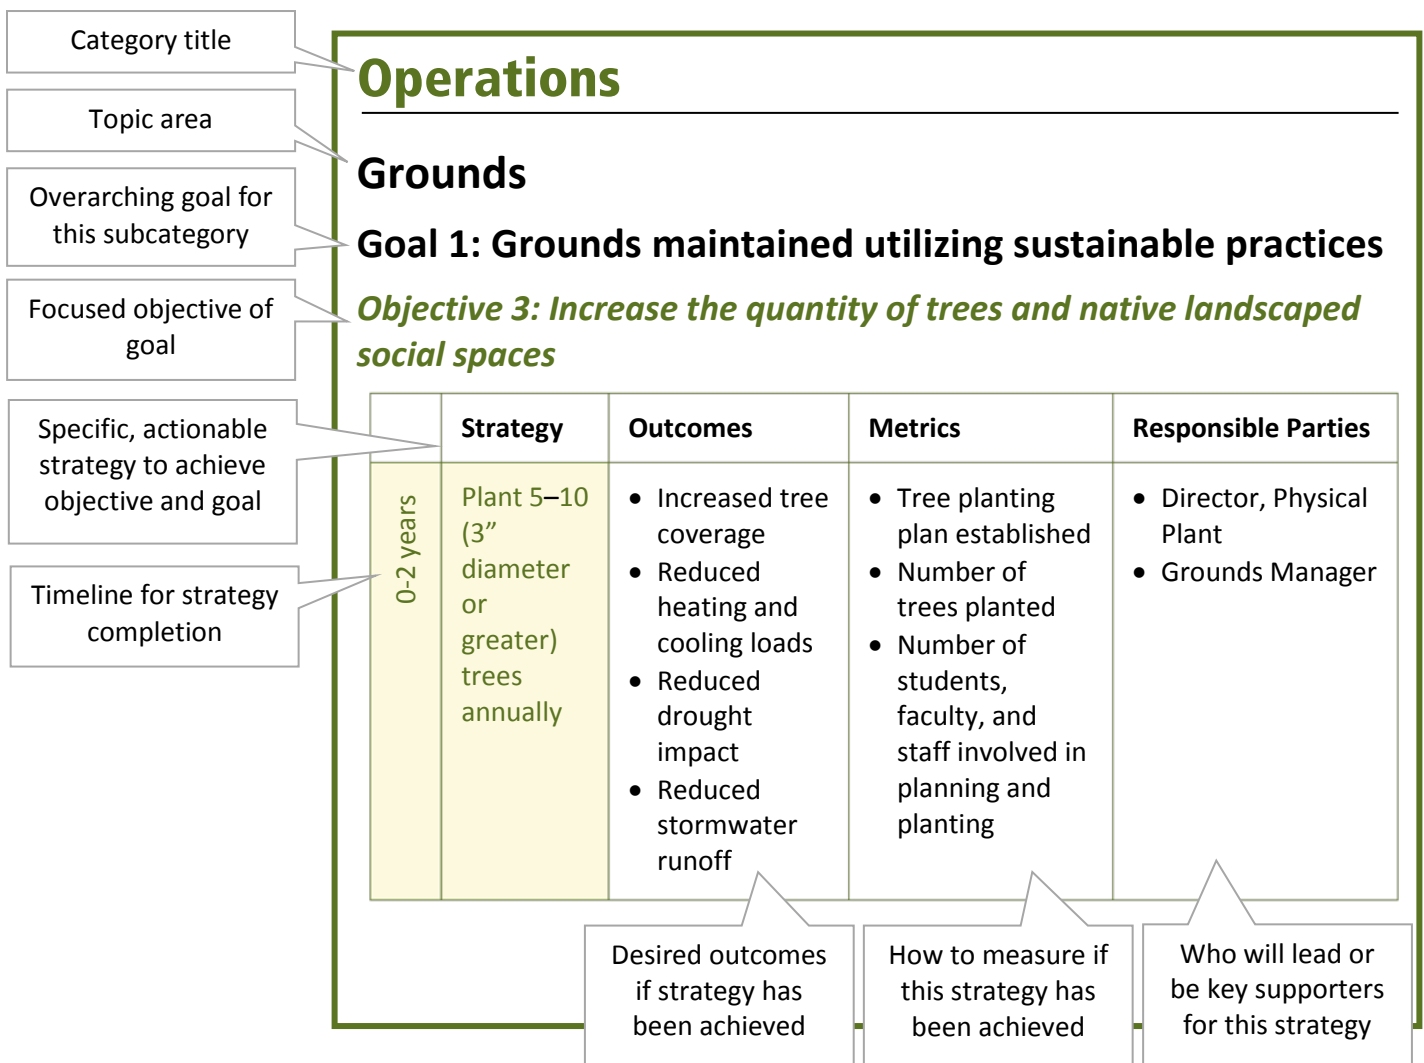 Category title
Operations
Topic area
Grounds
Overarching goal for
this subcategory
Goal 1: Grounds maintained utilizing sustainable practices
Focused objective of
goal
Objective 3: Increase the quantity of trees and native landscaped
social spaces
Specific, actionable
strategy to achieve
objective and goal
Timeline for strategy
completion
Strategy
Outcomes
Metrics
Responsible Parties
0-2 years
Plant 5–10
(3”
diameter
or
greater)
trees
annually
• Increased tree
coverage
• Reduced
heating and
cooling loads
• Reduced
drought
impact
• Reduced
stormwater
runoff
• Tree planting
plan established
• Number of
trees planted
• Number of
students,
faculty, and
staff involved in
planning and
planting
• Director, Physical
Plant
• Grounds Manager
Desired outcomes
if strategy has
been achieved
How to measure if
this strategy has
been achieved
Who will lead or
be key supporters
for this strategy